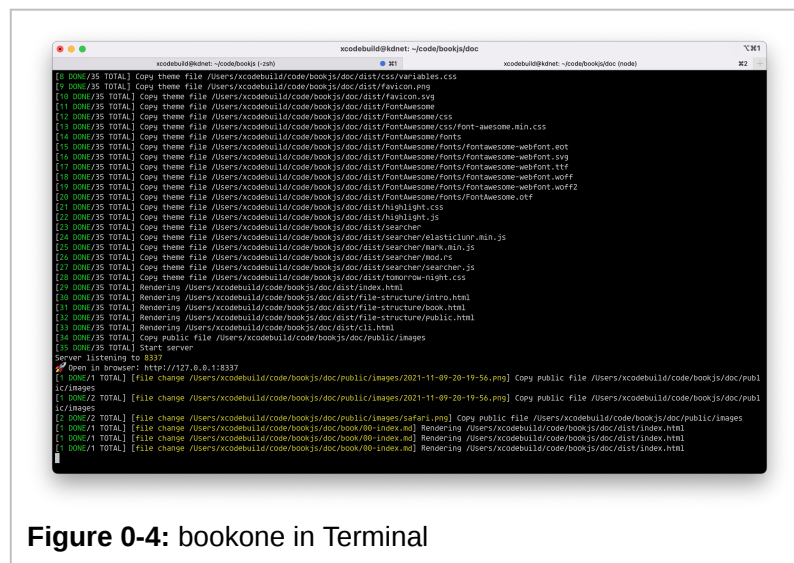 xcodebuild@kdnet: ~/code/bookjs/doc
⌥⌘1
xcodebuild@kdnet: ~/code/bookjs (-zsh)
⌘1
xcodebuild@kdnet: ~/code/bookjs/doc (node)
⌘2
+
[8 DONE/35 TOTAL] Copy theme file /Users/xcodebuild/code/bookjs/doc/dist/css/variables.css
[9 DONE/35 TOTAL] Copy theme file /Users/xcodebuild/code/bookjs/doc/dist/favicon.png
[10 DONE/35 TOTAL] Copy theme file /Users/xcodebuild/code/bookjs/doc/dist/favicon.svg
[11 DONE/35 TOTAL] Copy theme file /Users/xcodebuild/code/bookjs/doc/dist/FontAwesome
[12 DONE/35 TOTAL] Copy theme file /Users/xcodebuild/code/bookjs/doc/dist/FontAwesome/css
[13 DONE/35 TOTAL] Copy theme file /Users/xcodebuild/code/bookjs/doc/dist/FontAwesome/css/font-awesome.min.css
[14 DONE/35 TOTAL] Copy theme file /Users/xcodebuild/code/bookjs/doc/dist/FontAwesome/fonts
[15 DONE/35 TOTAL] Copy theme file /Users/xcodebuild/code/bookjs/doc/dist/FontAwesome/fonts/fontawesome-webfont.eot
[16 DONE/35 TOTAL] Copy theme file /Users/xcodebuild/code/bookjs/doc/dist/FontAwesome/fonts/fontawesome-webfont.svg
[17 DONE/35 TOTAL] Copy theme file /Users/xcodebuild/code/bookjs/doc/dist/FontAwesome/fonts/fontawesome-webfont.ttf
[18 DONE/35 TOTAL] Copy theme file /Users/xcodebuild/code/bookjs/doc/dist/FontAwesome/fonts/fontawesome-webfont.woff
[19 DONE/35 TOTAL] Copy theme file /Users/xcodebuild/code/bookjs/doc/dist/FontAwesome/fonts/fontawesome-webfont.woff2
[20 DONE/35 TOTAL] Copy theme file /Users/xcodebuild/code/bookjs/doc/dist/FontAwesome/fonts/FontAwesome.otf
[21 DONE/35 TOTAL] Copy theme file /Users/xcodebuild/code/bookjs/doc/dist/highlight.css
[22 DONE/35 TOTAL] Copy theme file /Users/xcodebuild/code/bookjs/doc/dist/highlight.js
[23 DONE/35 TOTAL] Copy theme file /Users/xcodebuild/code/bookjs/doc/dist/searcher
[24 DONE/35 TOTAL] Copy theme file /Users/xcodebuild/code/bookjs/doc/dist/searcher/elasticlunr.min.js
[25 DONE/35 TOTAL] Copy theme file /Users/xcodebuild/code/bookjs/doc/dist/searcher/mark.min.js
[26 DONE/35 TOTAL] Copy theme file /Users/xcodebuild/code/bookjs/doc/dist/searcher/mod.rs
[27 DONE/35 TOTAL] Copy theme file /Users/xcodebuild/code/bookjs/doc/dist/searcher/searcher.js
[28 DONE/35 TOTAL] Copy theme file /Users/xcodebuild/code/bookjs/doc/dist/tomorrow-night.css
[29 DONE/35 TOTAL] Rendering /Users/xcodebuild/code/bookjs/doc/dist/index.html
[30 DONE/35 TOTAL] Rendering /Users/xcodebuild/code/bookjs/doc/dist/file-structure/intro.html
[31 DONE/35 TOTAL] Rendering /Users/xcodebuild/code/bookjs/doc/dist/file-structure/book.html
[32 DONE/35 TOTAL] Rendering /Users/xcodebuild/code/bookjs/doc/dist/file-structure/public.html
[33 DONE/35 TOTAL] Rendering /Users/xcodebuild/code/bookjs/doc/dist/cli.html
[34 DONE/35 TOTAL] Copy public file /Users/xcodebuild/code/bookjs/doc/public/images
[35 DONE/35 TOTAL] Start server
Server listening to 8337
🚀 Open in browser: http://127.0.0.1:8337
[1 DONE/1 TOTAL] [file change /Users/xcodebuild/code/bookjs/doc/public/images/2021-11-09-20-19-56.png] Copy public file /Users/xcodebuild/code/bookjs/doc/publ
ic/images
[1 DONE/2 TOTAL] [file change /Users/xcodebuild/code/bookjs/doc/public/images/2021-11-09-20-19-56.png] Copy public file /Users/xcodebuild/code/bookjs/doc/publ
ic/images
[2 DONE/2 TOTAL] [file change /Users/xcodebuild/code/bookjs/doc/public/images/safari.png] Copy public file /Users/xcodebuild/code/bookjs/doc/public/images
[1 DONE/1 TOTAL] [file change /Users/xcodebuild/code/bookjs/doc/book/00-index.md] Rendering /Users/xcodebuild/code/bookjs/doc/dist/index.html
[1 DONE/1 TOTAL] [file change /Users/xcodebuild/code/bookjs/doc/book/00-index.md] Rendering /Users/xcodebuild/code/bookjs/doc/dist/index.html
[1 DONE/1 TOTAL] [file change /Users/xcodebuild/code/bookjs/doc/book/00-index.md] Rendering /Users/xcodebuild/code/bookjs/doc/dist/index.html
Figure 0-4: bookone in Terminal